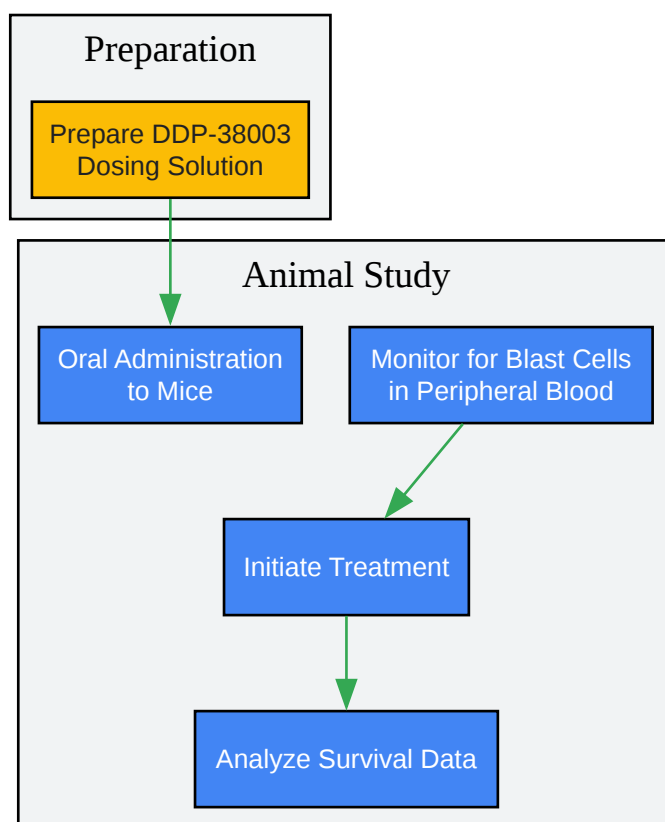 Preparation
Prepare DDP-38003
Dosing Solution
Animal Study
Oral Administration
to Mice
Monitor for Blast Cells
in Peripheral Blood
Initiate Treatment
Analyze Survival Data